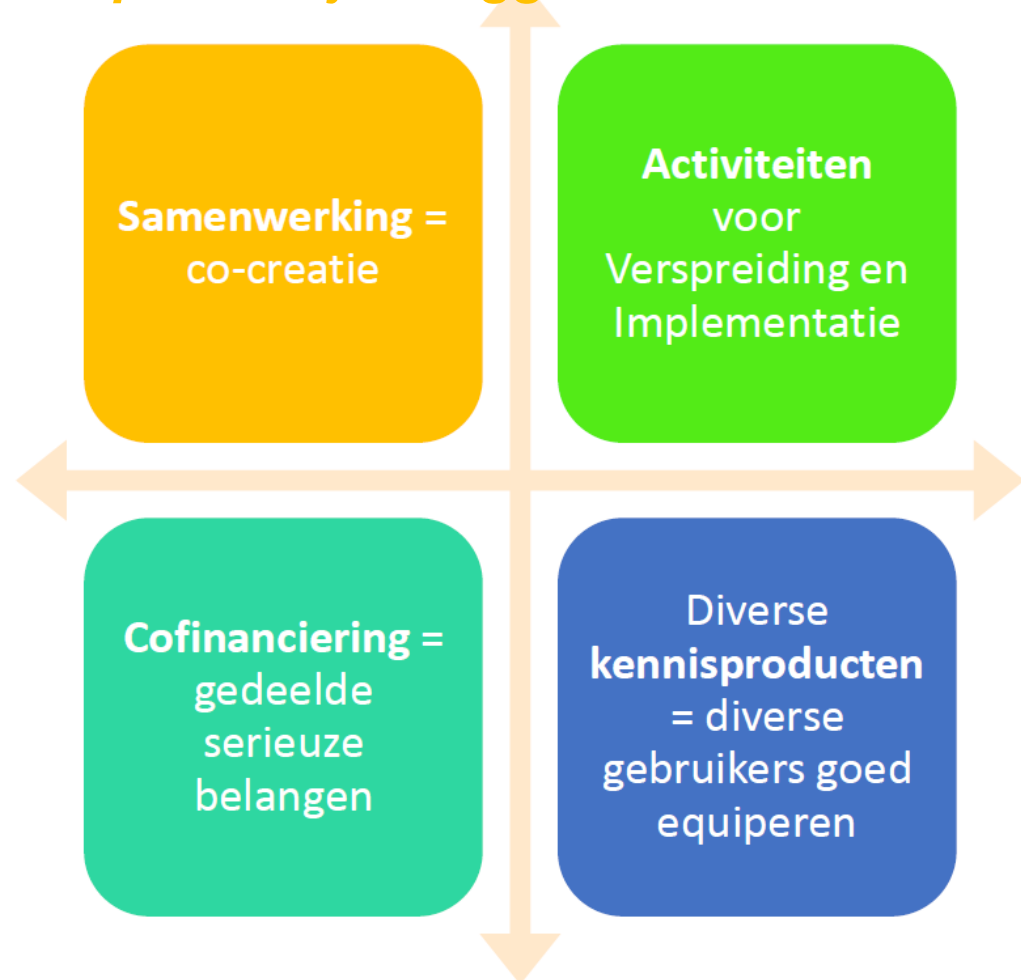 Samenwerking =
co-creatie
Activiteiten
voor
Verspreiding en
Implementatie
Cofinanciering =
gedeelde
serieuze
belangen
Diverse
kennisproducten
= diverse
gebruikers goed
equiperen